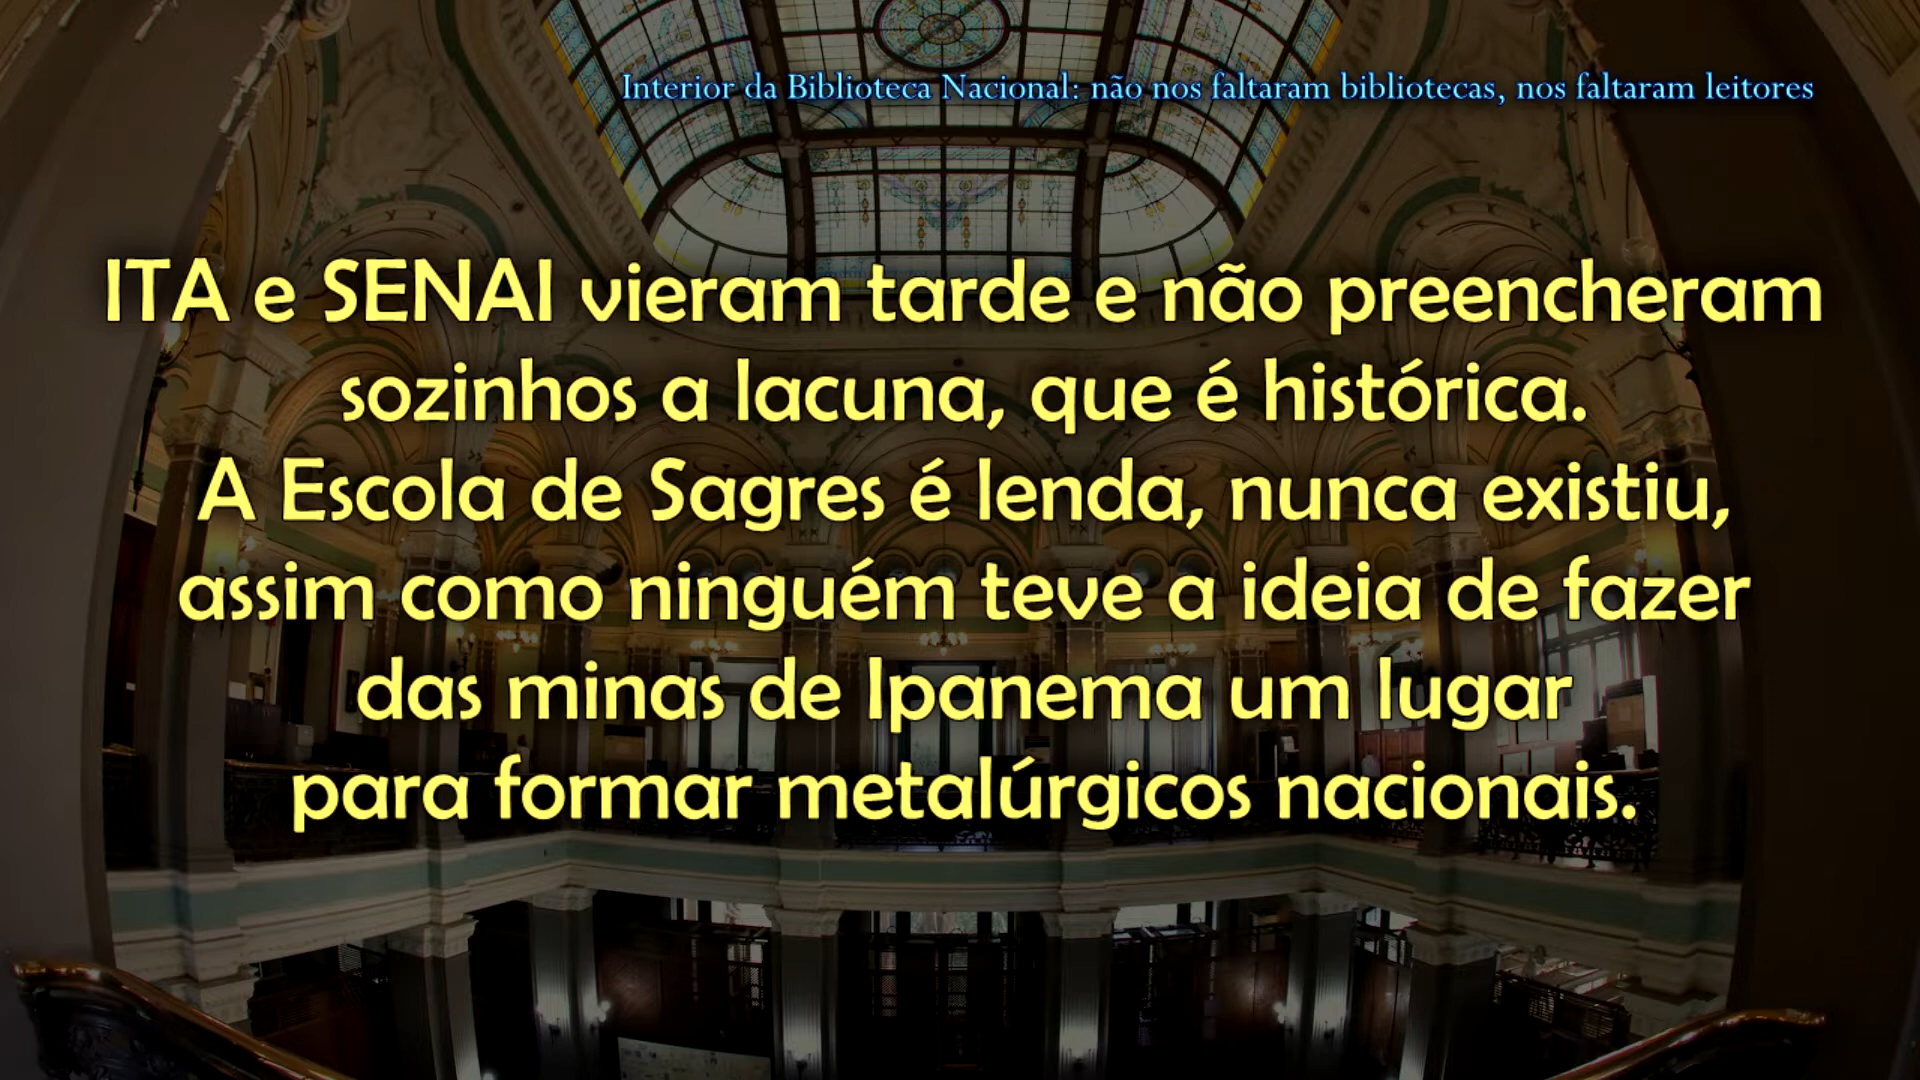 Interior da Biblioteca Nacional: não nos faltaram bibliotecas, nos faltaram leitores
ITA e SENAI vieram tarde e não preencheram
sozinhos a lacuna, que é histórica.
A Escola de Sagres é lenda, nunca existiu,
assim como ninguém teve a ideia de fazer
das minas de Ipanema um lugar
para formar metalúrgicos nacionais.